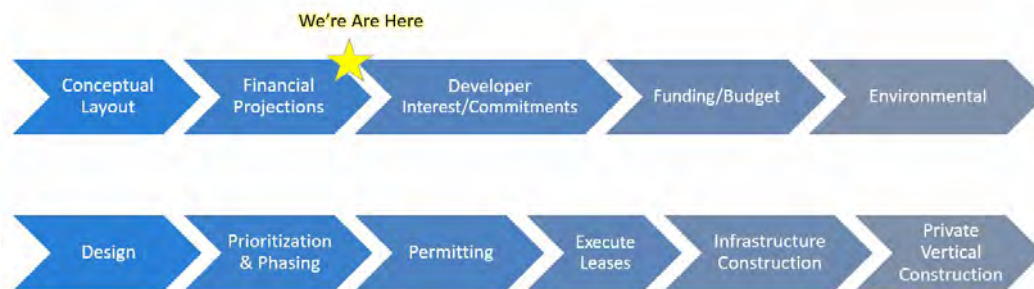 We're Are Here
Conceptual
Layout
Financial
Projections
Developer
Interest/Commitments
Funding/Budget
Environmental
Design
Prioritization
& Phasing
Permitting
Execute
Leases
Infrastructure
Construction
Private
Vertical
Construction